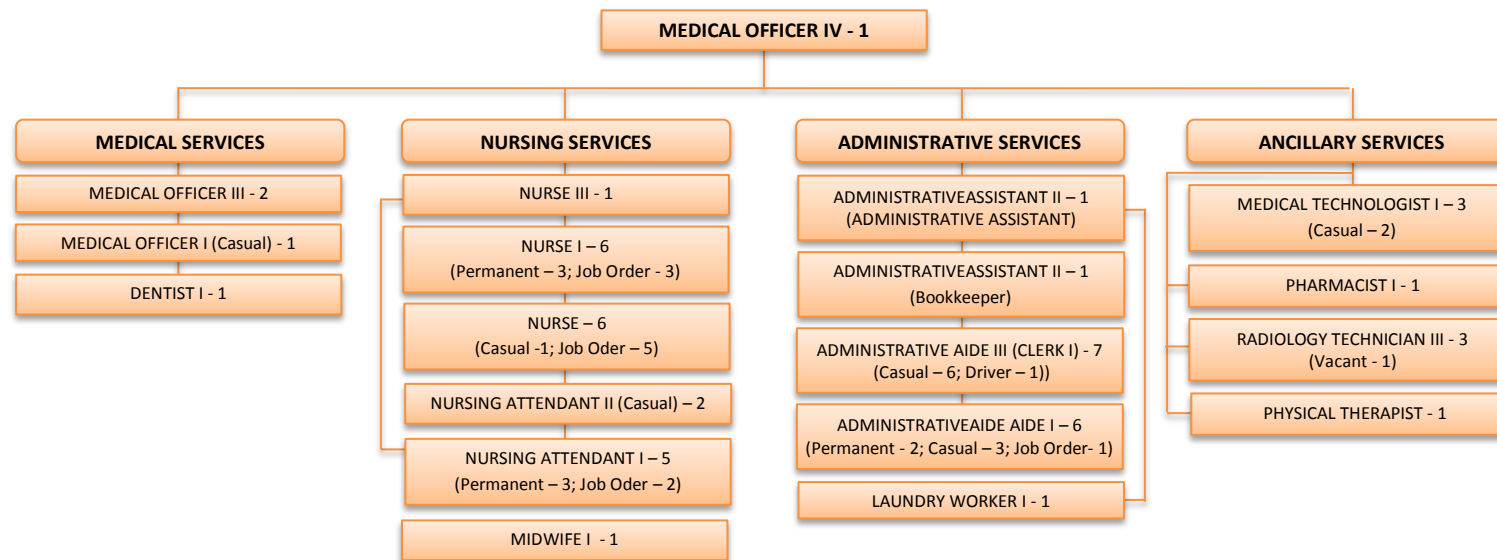 MEDICAL OFFICER IV - 1
MEDICAL SERVICES
MEDICAL OFFICER III - 2
MEDICAL OFFICER I (Casual) - 1
DENTIST I - 1
NURSING SERVICES
NURSE III - 1
NURSE I – 6
(Permanent – 3; Job Order - 3)
NURSE – 6
(Casual -1; Job Oder – 5)
NURSING ATTENDANT II (Casual) – 2
NURSING ATTENDANT I – 5
(Permanent – 3; Job Oder – 2)
MIDWIFE I - 1
ADMINISTRATIVE SERVICES
ADMINISTRATIVEASSISTANT II – 1
(ADMINISTRATIVE ASSISTANT)
ADMINISTRATIVEASSISTANT II – 1
(Bookkeeper)
ADMINISTRATIVE AIDE III (CLERK I) - 7
(Casual – 6; Driver – 1))
ADMINISTRATIVEAIDE AIDE I – 6
(Permanent - 2; Casual – 3; Job Order- 1)
LAUNDRY WORKER I - 1
ANCILLARY SERVICES
MEDICAL TECHNOLOGIST I – 3
(Casual – 2)
PHARMACIST I - 1
RADIOLOGY TECHNICIAN III - 3
(Vacant - 1)
PHYSICAL THERAPIST - 1